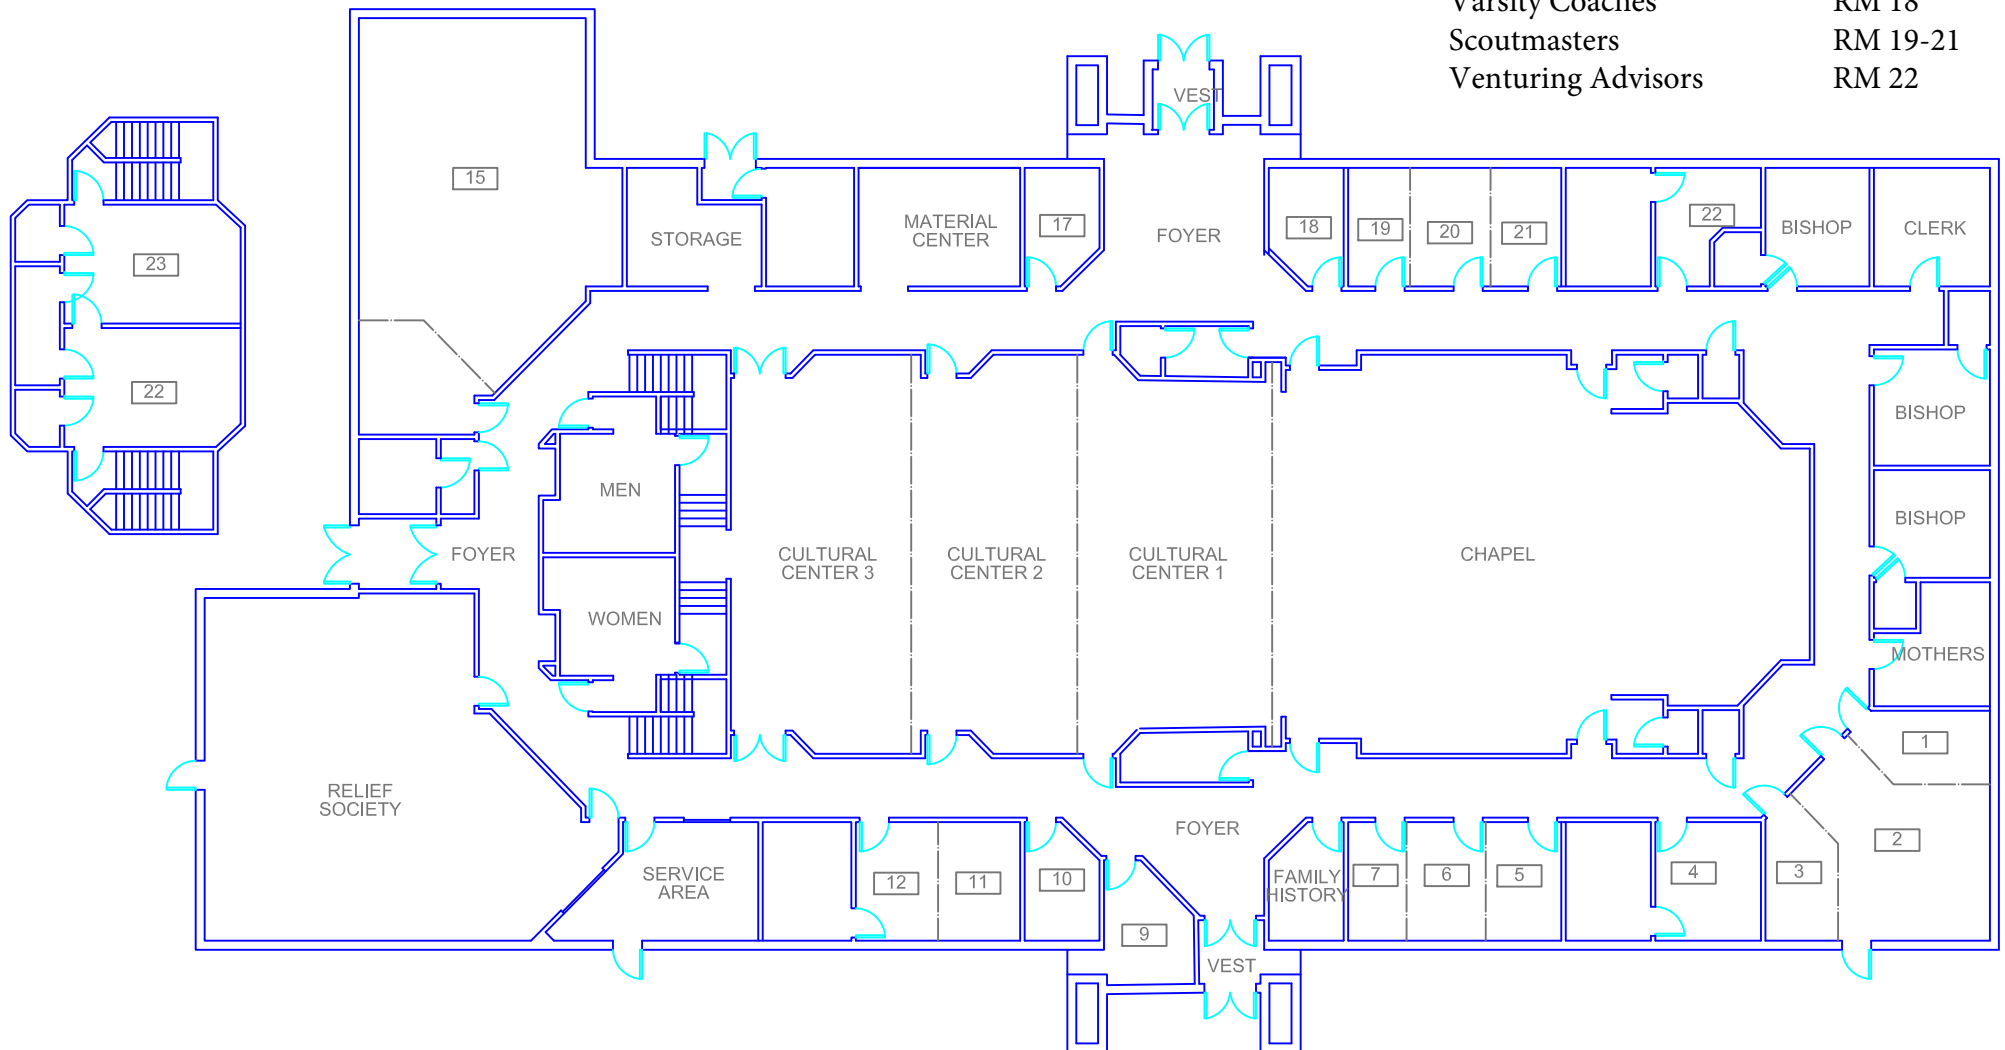 Varsity Coaches RM 18
Scoutmasters RM 19-21
Venturing Advisors RM 22
VEST
15
17
18
19
20
21
22
MATERIAL
CENTER
STORAGE
FOYER
BISHOP
CLERK
23
22
BISHOP
MEN
BISHOP
FOYER
CULTURAL
CENTER 3
CULTURAL
CENTER 2
CULTURAL
CENTER 1
CHAPEL
WOMEN
MOTHERS
1
RELIEF
SOCIETY
FOYER
2
SERVICE
AREA
12
11
10
FAMILY
HISTORY
7
6
5
4
3
9
VEST